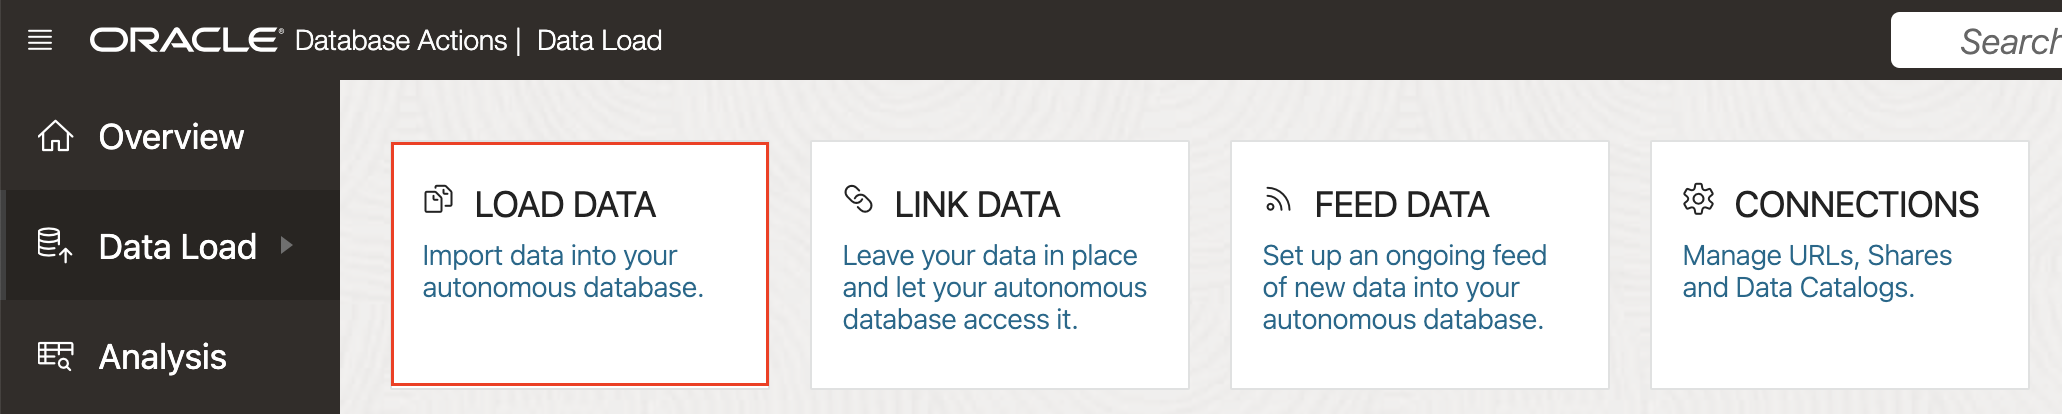 ORACLE® Database Actions | Data Load
Search
Overview
Data Load
Analysis
LOAD DATA
Import data into your
autonomous database.
LINK DATA
Leave your data in place
and let your autonomous
database access it.
FEED DATA
Set up an ongoing feed
of new data into your
autonomous database.
CONNECTIONS
Manage URLs, Shares
and Data Catalogs.